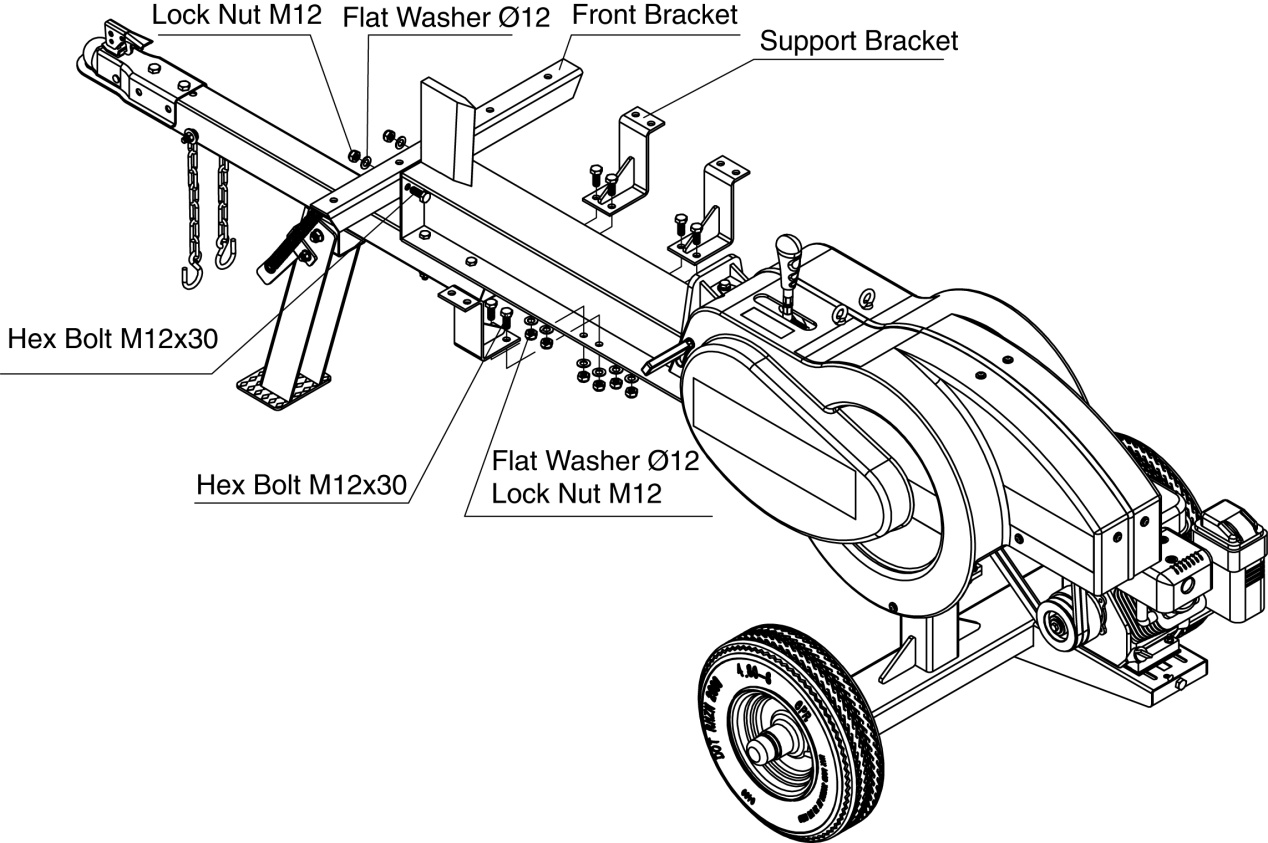 Lock Nut M12
Flat Washer Ø12
Front Bracket
Support Bracket
Hex Bolt M12x30
Hex Bolt M12x30
Flat Washer Ø12
Lock Nut M12
6PR